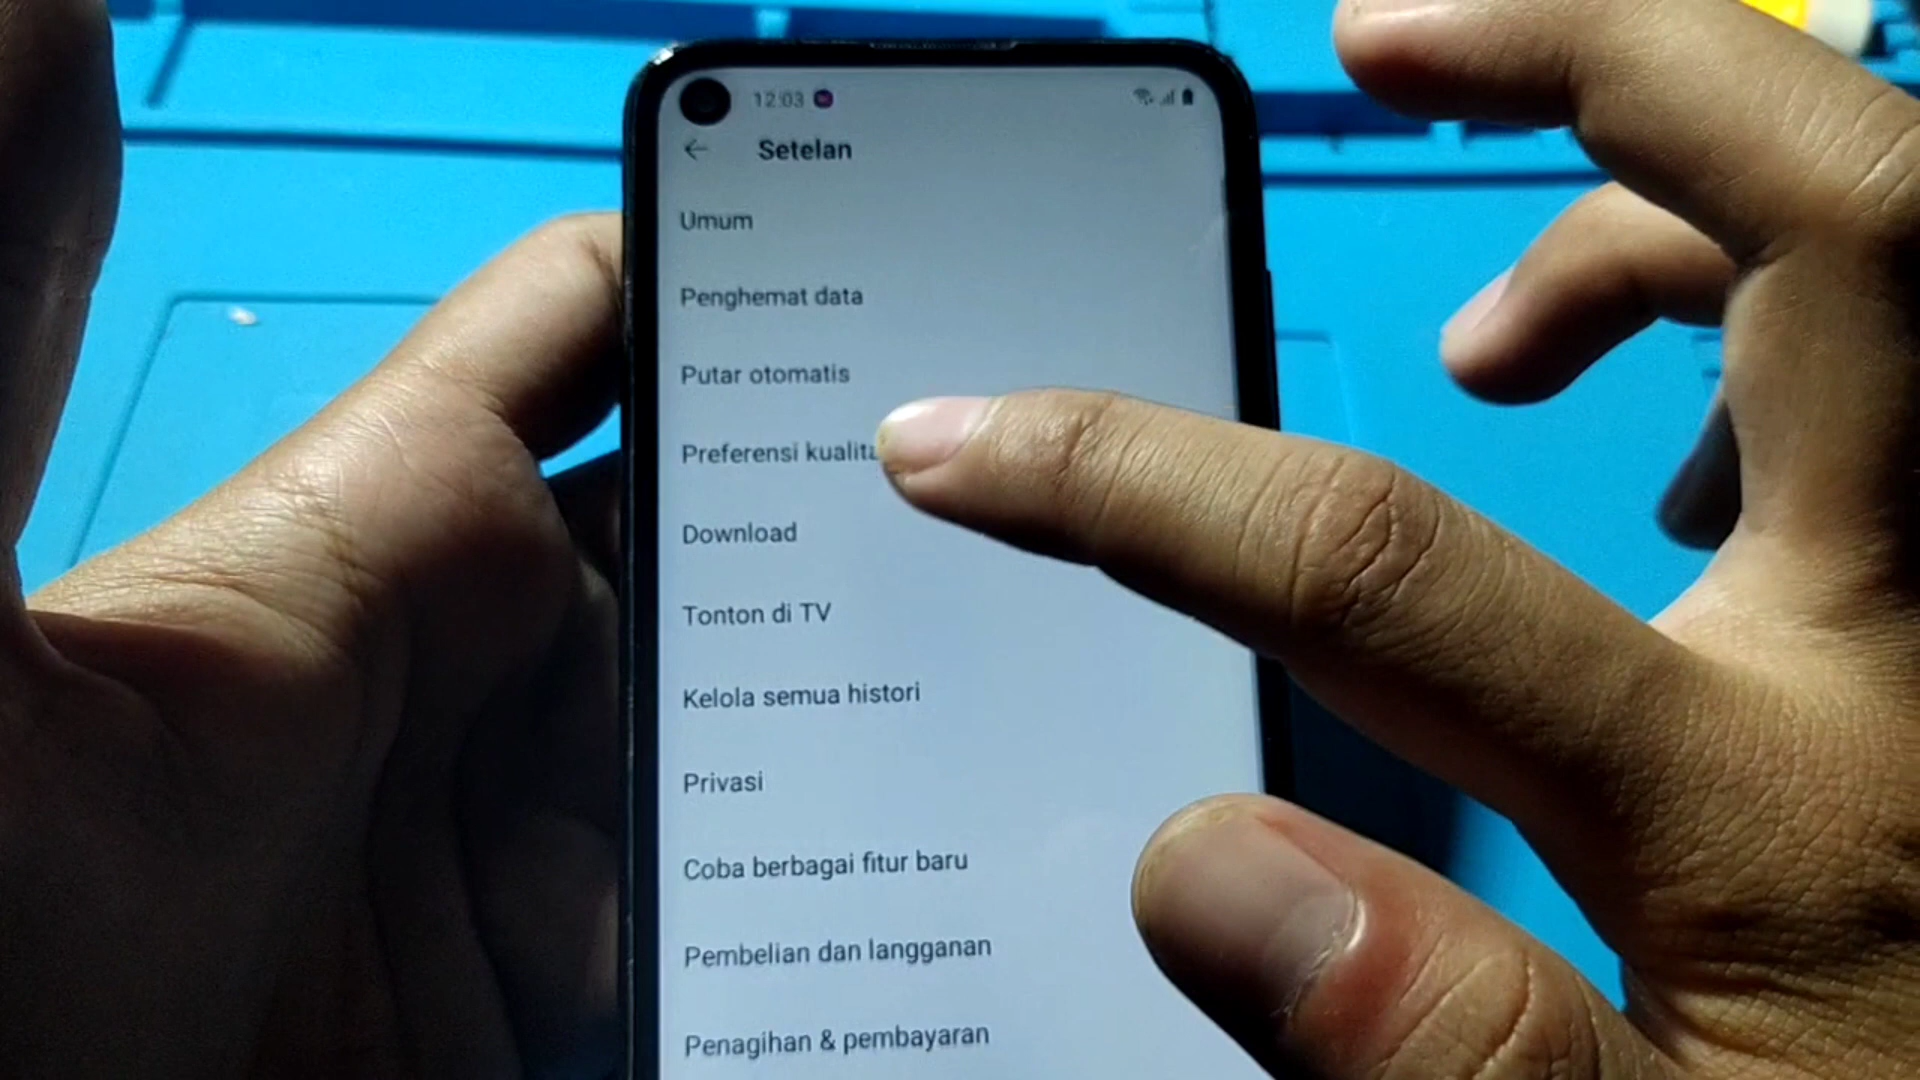 12:03
Setelan
Umum
Penghemat data
Putar otomatis
Preferensi
Download
Tonton di TV
Kelola semua histori
Privasi
Coba berbagai fitur baru
Pembelian dan langganan
Penagihan & pembayaran